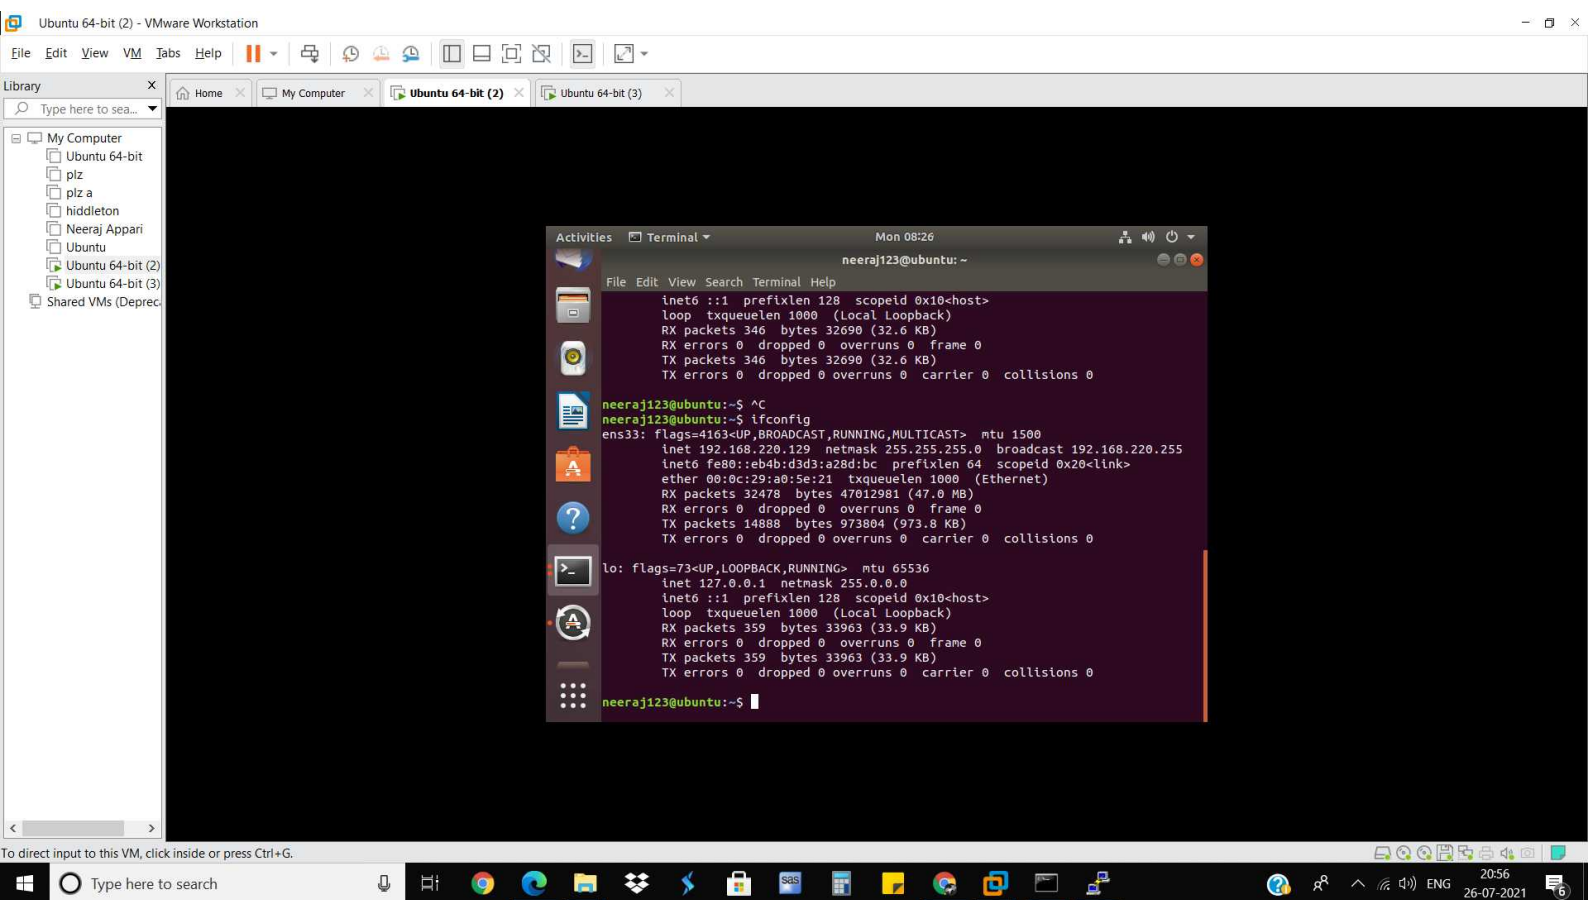 Ubuntu 64-bit (2) - VMware Workstation
File Edit View VM Tabs Help
Library X
Type here to sea...
Home
My Computer
Ubuntu 64-bit (2)
Ubuntu 64-bit (3)
My Computer
Ubuntu 64-bit
plz
plz a
hiddleton
Neeraj Appari
Ubuntu
Ubuntu 64-bit (2)
Ubuntu 64-bit (3)
Shared VMs (Depreca
Activities Terminal Mon 08:26
neeraj123@ubuntu: ~
File Edit View Search Terminal Help
inet6 ::1 prefixlen 128 scopeid 0x10<host>
loop txqueuelen 1000 (Local Loopback)
RX packets 346 bytes 32690 (32.6 KB)
RX errors 0 dropped 0 overruns 0 frame 0
TX packets 346 bytes 32690 (32.6 KB)
TX errors 0 dropped 0 overruns 0 carrier 0 collisions 0
neeraj123@ubuntu:~$ ^C
neeraj123@ubuntu:~$ ifconfig
ens33: flags=4163<UP,BROADCAST,RUNNING,MULTICAST> mtu 1500
inet 192.168.220.129 netmask 255.255.255.0 broadcast 192.168.220.255
inet6 fe80::eb4b:d3d3:a28d:bc prefixlen 64 scopeid 0x20<link>
ether 00:0c:29:a0:5e:21 txqueuelen 1000 (Ethernet)
RX packets 32478 bytes 47012981 (47.0 MB)
RX errors 0 dropped 0 overruns 0 frame 0
TX packets 14888 bytes 973804 (973.8 KB)
TX errors 0 dropped 0 overruns 0 carrier 0 collisions 0
lo: flags=73<UP,LOOPBACK,RUNNING> mtu 65536
inet 127.0.0.1 netmask 255.0.0.0
inet6 ::1 prefixlen 128 scopeid 0x10<host>
loop txqueuelen 1000 (Local Loopback)
RX packets 359 bytes 33963 (33.9 KB)
RX errors 0 dropped 0 overruns 0 frame 0
TX packets 359 bytes 33963 (33.9 KB)
TX errors 0 dropped 0 overruns 0 carrier 0 collisions 0
neeraj123@ubuntu:~$
To direct input to this VM, click inside or press Ctrl+G.
Type here to search
sas
ENG
20:56
26-07-2021
6